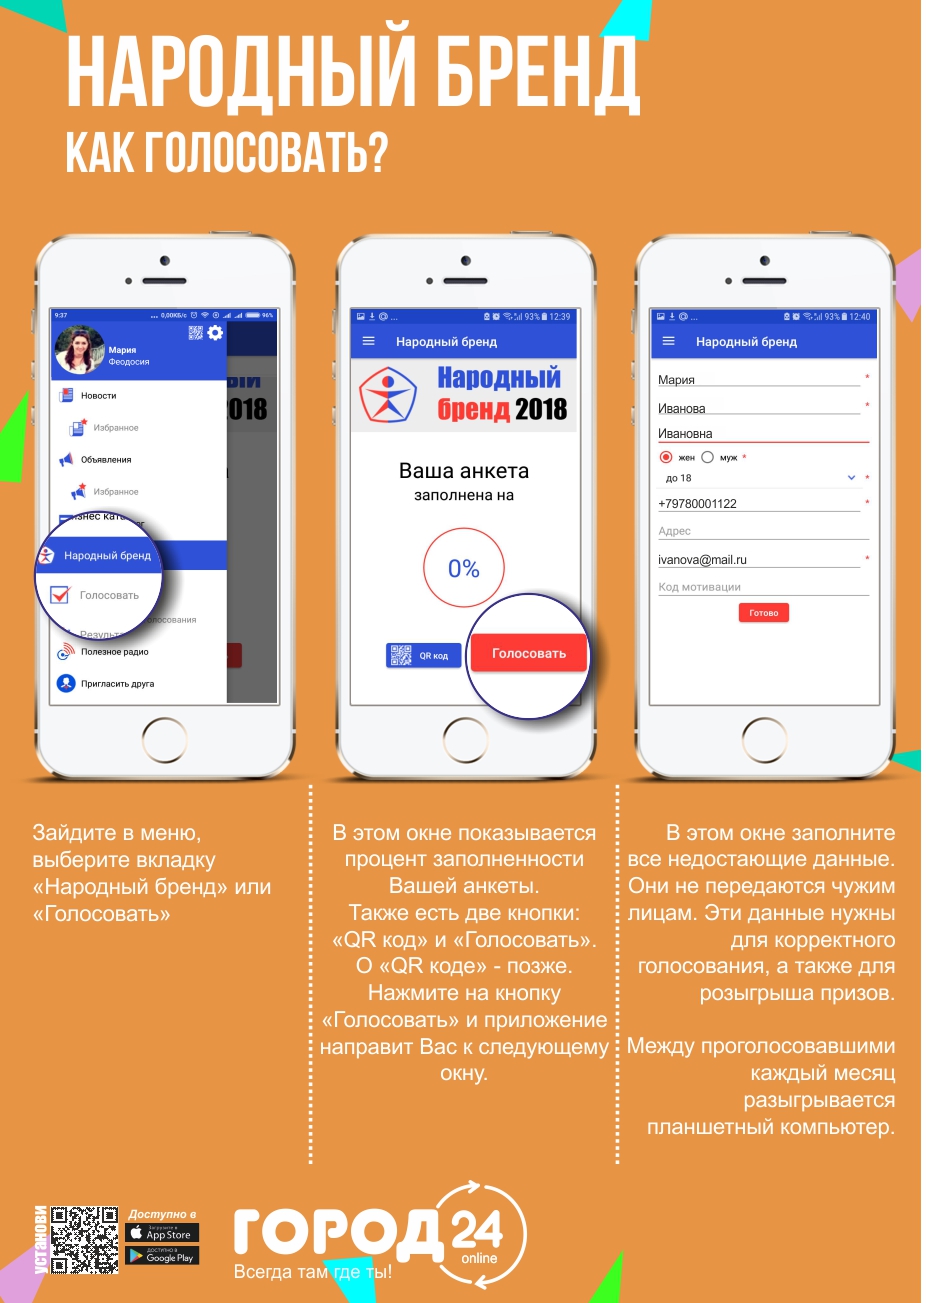 НАРОДНЫЙ БРЕНД
КАК ГОЛОСОВАТЬ?
9:37
... 0,00КБ/с
96%
Мария
Феодосия
Новости
Избранное
Объявления
Избранное
Народный бренд
Голосовать
Полезное радио
Пригласить друга
2018
... 93% 12:39
Народный бренд
Народный
бренд 2018
Ваша анкета
заполнена на
0%
QR код
Голосовать
... 93% 12:40
Народный бренд
Мария *
Иванова *
Ивановна
жен муж *
до 18 *
+79780001122 *
Адрес
ivanova@mail.ru *
Код мотивации
Готово
Зайдите в меню,
выберите вкладку
«Народный бренд» или
«Голосовать»
В этом окне показывается
процент заполненности
Вашей анкеты.
Также есть две кнопки:
«QR код» и «Голосовать».
О «QR коде» - позже.
Нажмите на кнопку
«Голосовать» и приложение
направит Вас к следующему
окну.
В этом окне заполните
все недостающие данные.
Они не передаются чужим
лицам. Эти данные нужны
для корректного
голосования, а также для
розыгрыша призов.
Между проголосовавшими
каждый месяц
разыгрывается
планшетный компьютер.
установи
Доступно в
Загрузите в
App Store
ДОСТУПНО В
Google Play
ГОРОД 24
online
Всегда там где ты!